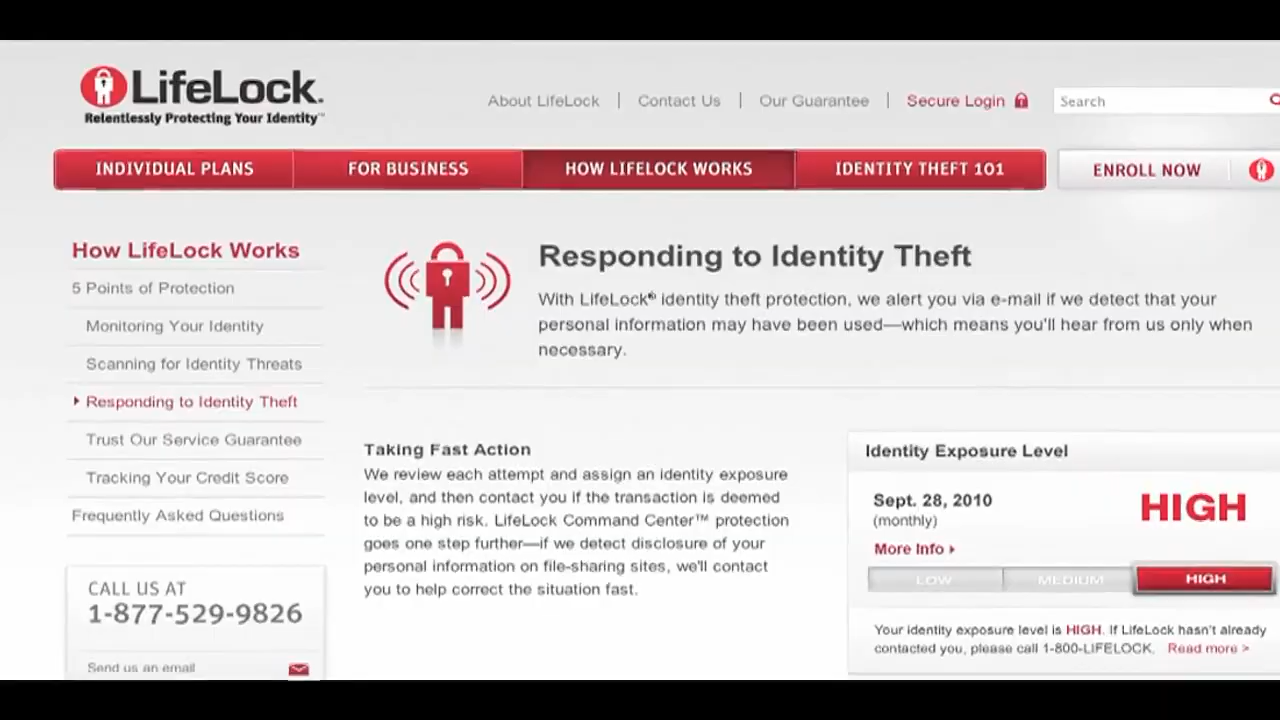 LifeLock.
Relentlessly Protecting Your Identity℠
About LifeLock | Contact Us | Our Guarantee | Secure Login
Search
INDIVIDUAL PLANS
FOR BUSINESS
HOW LIFELOCK WORKS
IDENTITY THEFT 101
ENROLL NOW
How LifeLock Works
5 Points of Protection
Monitoring Your Identity
Scanning for Identity Threats
Responding to Identity Theft
Trust Our Service Guarantee
Tracking Your Credit Score
Frequently Asked Questions
CALL US AT
1-877-529-9826
Send us an email
Responding to Identity Theft
With LifeLock® identity theft protection, we alert you via e-mail if we detect that your
personal information may have been used—which means you'll hear from us only when
necessary.
Taking Fast Action
We review each attempt and assign an identity exposure
level, and then contact you if the transaction is deemed
to be a high risk. LifeLock Command Center™ protection
goes one step further—if we detect disclosure of your
personal information on file-sharing sites, we'll contact
you to help correct the situation fast.
Identity Exposure Level
Sept. 28, 2010
HIGH
(monthly)
More Info
LOW
MEDIUM
HIGH
Your identity exposure level is HIGH. If LifeLock hasn't already
contacted you, please call 1-800-LIFELOCK. Read more >